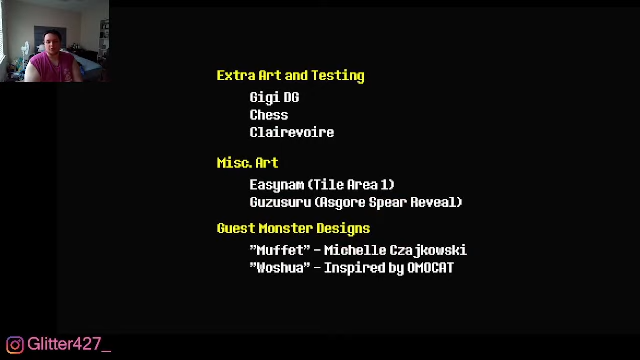 Extra Art and Testing
Gigi DG
Chess
Clairevoire
Misc. Art
Easynam (Tile Area 1)
Guzusuru (Asgore Spear Reveal)
Guest Monster Designs
"Muffet" - Michelle Czajkowski
"Woshua" - Inspired by OMOCAT
Glitter427_